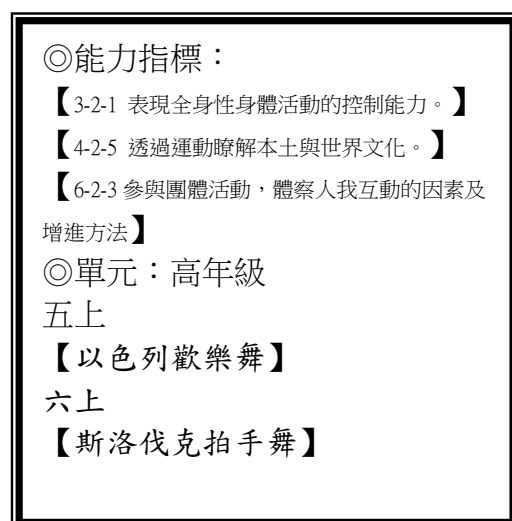 ◎能力指標：
【3-2-1 表現全身性身體活動的控制能力。】
【4-2-5 透過運動瞭解本土與世界文化。】
【6-2-3 參與團體活動，體察人我互動的因素及
增進方法】
◎單元：高年級
五上
【以色列歡樂舞】
六上
【斯洛伐克拍手舞】